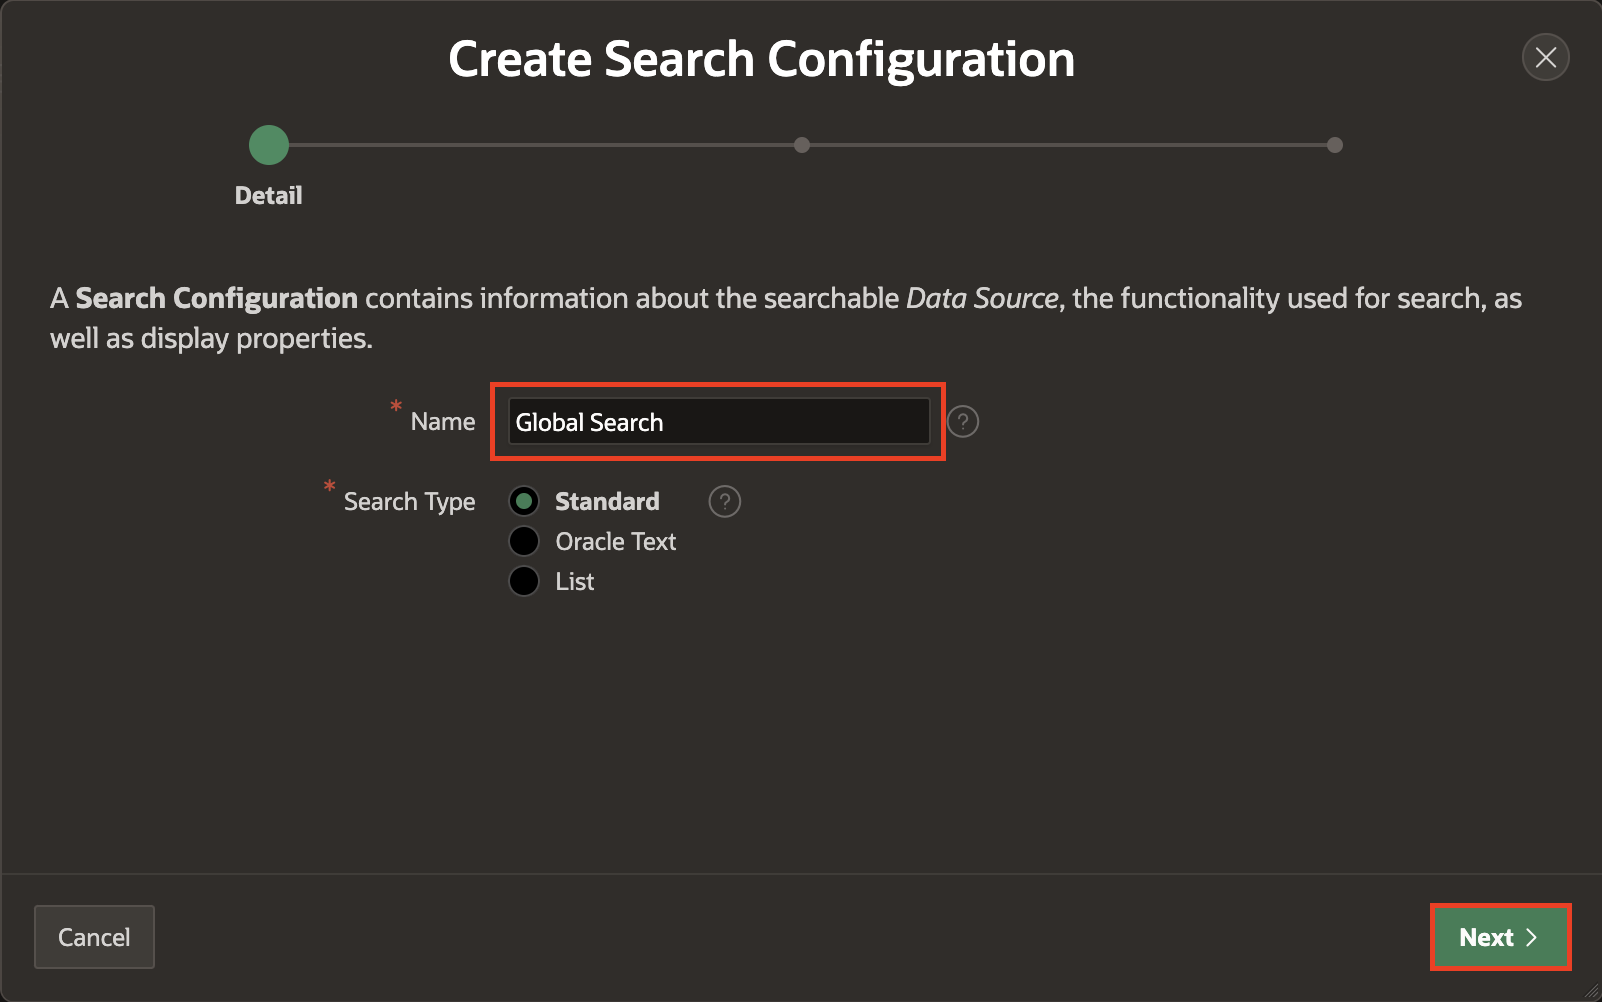 Create Search Configuration
Detail
A Search Configuration contains information about the searchable Data Source, the functionality used for search, as
well as display properties.
* Name Global Search ?
* Search Type Standard ?
Oracle Text
List
Cancel
Next